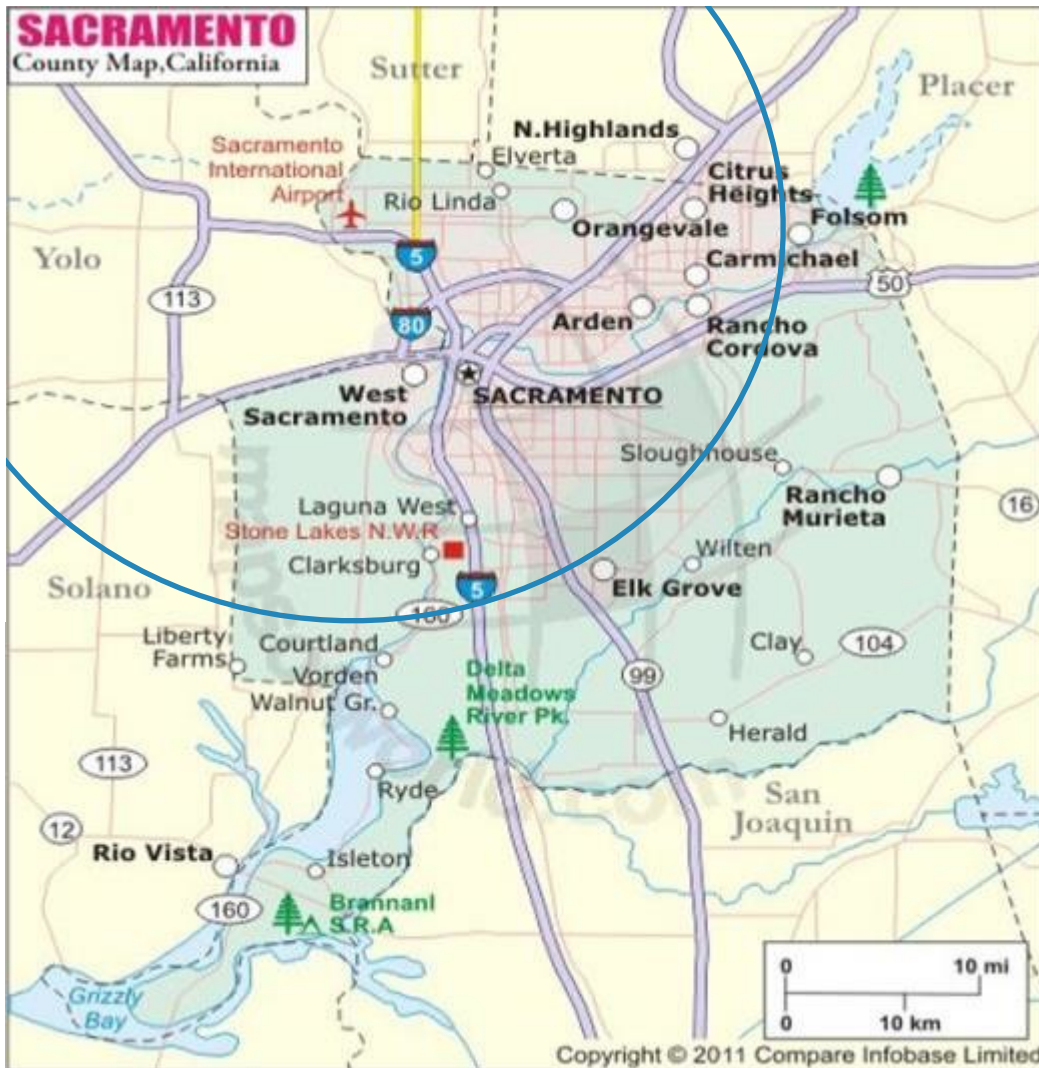 SACRAMENTO
County Map,California
Sutter
Placer
N.Highlands
Sacramento
International
Airport
Elverta
Citrus
Heights
Rio Linda
Orangevale
Folsom
Yolo
5
Carmichael
113
50
80
Arden
Rancho
Cordova
West
Sacramento
SACRAMENTO
Sloughhouse
Rancho
Murieta
Laguna West
16
Stone Lakes N.W.R
Clarksburg
Wilten
Solano
5
Elk Grove
160
Liberty
Farms
Courtland
Clay
104
Vorden
Delta
Meadows
River Pk.
99
Walnut Gr.
Herald
113
Ryde
San
Joaquin
12
Rio Vista
Isleton
160
Brannanl
S.R.A
0 10 mi
Grizzly
Bay
0 10 km
Copyright © 2011 Compare Infobase Limited